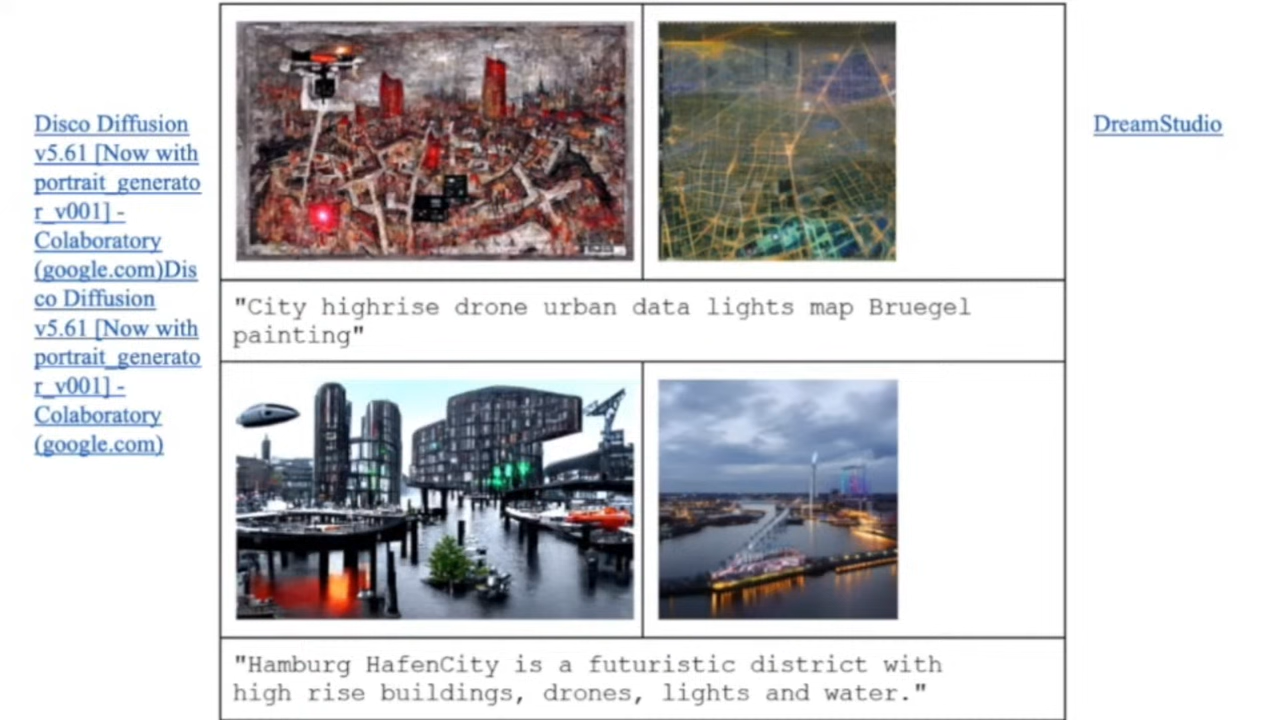 Disco Diffusion
v5.61 [Now with
portrait_generato
r_v001] -
Colaboratory
(google.com)Dis
co Diffusion
v5.61 [Now with
portrait_generato
r_v001] -
Colaboratory
(google.com)
DreamStudio
"City highrise drone urban data lights map Bruegel
painting"
"Hamburg HafenCity is a futuristic district with
high rise buildings, drones, lights and water."